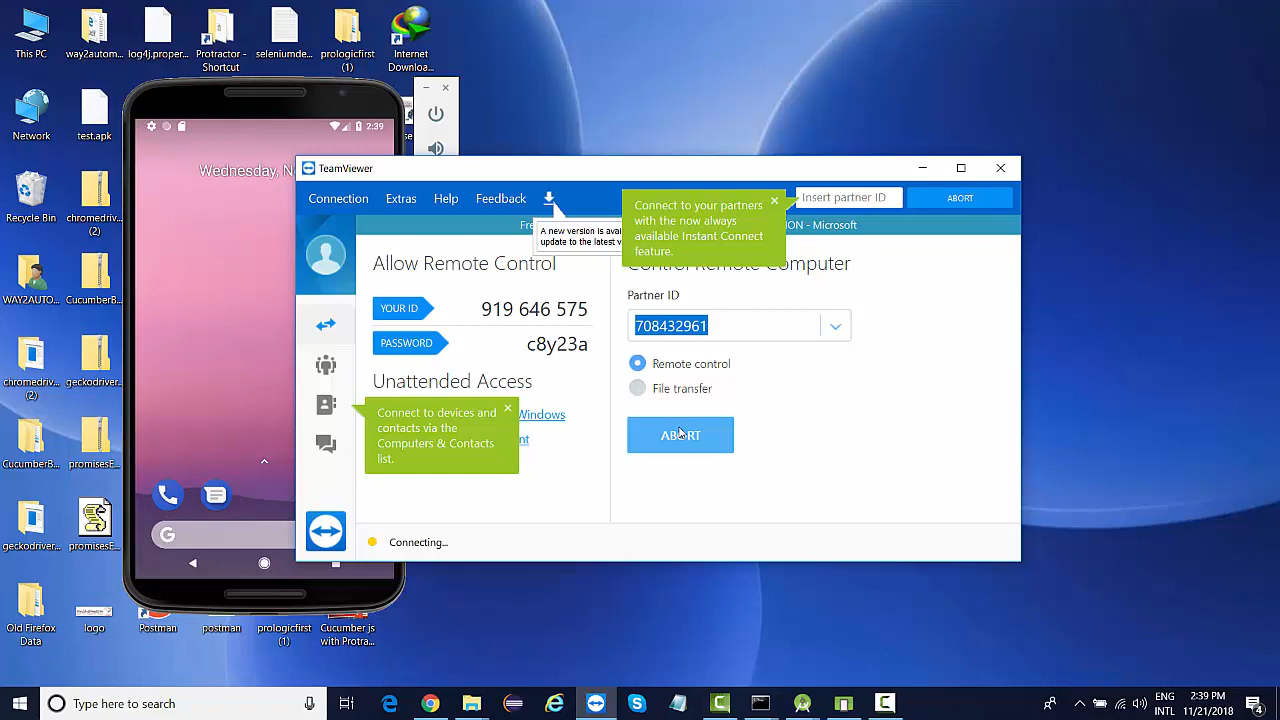 This PC
way2autom...
log4j.proper...
Protractor -
Shortcut
seleniumde...
prologicfirst
(1)
Internet
Downloa...
Network
test.apk
Recycle Bin
chromedriv...
(2)
WAY2AUTO...
CucumberB...
chromedriv...
(2)
geckodriver...
CucumberB...
promisesE...
geckodriver...
promisesE...
Old Firefox
Data
logo
Postman
postman
prologicfirst
(1)
Cucumber js
with Protra...
2:39
Wednesday, N
G
TeamViewer
Connection
Extras
Help
Feedback
Insert partner ID
ABORT
A new version is avai
update to the latest v
Connect to your partners
with the now always
available Instant Connect
feature.
Fre
ON - Microsoft
Allow Remote Control
YOUR ID
919 646 575
PASSWORD
c8y23a
Unattended Access
Windows
nt
Connect to devices and
contacts via the
Computers & Contacts
list.
Control Remote Computer
Partner ID
708432961
Remote control
File transfer
ABORT
Connecting...
Type here to search
ENG
INTL
2:39 PM
11/21/2018